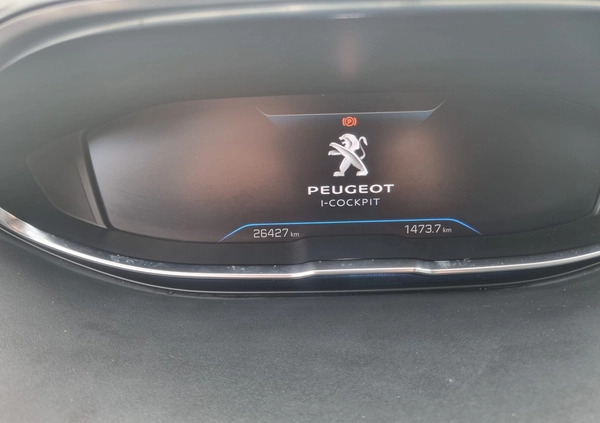 (P)
PEUGEOT
I-COCKPIT
26427 km 1473.7 km